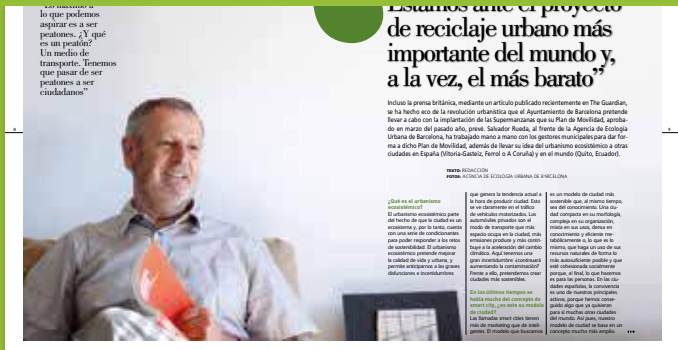 "Lo máximo a
lo que podemos
aspirar es a ser
peatones. ¿Y qué
es un peatón?
Un medio de
transporte. Tenemos
que pasar de ser
peatones a ser
ciudadanos"
Estamos ante el proyecto
de reciclaje urbano más
importante del mundo y,
a la vez, el más barato"
Incluso la prensa británica, mediante un artículo publicado recientemente en The Guardian,
se ha hecho eco de la revolución urbanística que el Ayuntamiento de Barcelona pretende
llevar a cabo con la implantación de las Supermanzanas que su Plan de Movilidad, aproba-
do en marzo del pasado año, prevé. Salvador Rueda, al frente de la Agencia de Ecología
Urbana de Barcelona, ha trabajado mano a mano con los gestores municipales para dar for-
ma a dicho Plan de Movilidad, además de llevar su idea del urbanismo ecosistémico a otras
ciudades en España (Vitoria-Gasteiz, Ferrol o A Coruña) y en el mundo (Quito, Ecuador).
TEXTO: REDACCIÓN
FOTOS: AGENCIA DE ECOLOGÍA URBANA DE BARCELONA
¿Qué es el urbanismo
ecosistémico?
El urbanismo ecosistémico parte
del hecho de que la ciudad es un
ecosistema y, por lo tanto, cuenta
con una serie de condicionantes
para poder responder a los retos
de sostenibilidad. El urbanismo
ecosistémico pretende mejorar
la calidad de vida y urbana, y
permite anticiparnos a las graves
disfunciones e incertidumbres
que genera la tendencia actual a
la hora de producir ciudad. Esto
se ve claramente en el tráfico
de vehículos motorizados. Los
automóviles privados son el
modo de transporte que más
espacio ocupa en la ciudad, más
emisiones produce y más contri-
buye a la aceleración del cambio
climático. Aquí tenemos una
gran incertidumbre: ¿continuará
aumentando la contaminación?
Frente a ello, pretendemos crear
ciudades más sostenibles.
En los últimos tiempos se
habla mucho del concepto de
smart city, ¿es este su modelo
de ciudad?
Las llamadas smart cities tienen
más de marketing que de inteli-
gentes. El modelo que buscamos
es un modelo de ciudad más
sostenible que, al mismo tiempo,
sea del conocimiento. Una ciu-
dad compacta en su morfología,
compleja en su organización,
mixta en sus usos, densa en
conocimiento y eficiente me-
tabólicamente o, lo que es lo
mismo, que haga un uso de sus
recursos naturales de forma lo
más autosuficiente posible y que
esté cohesionada socialmente
porque, al final, lo que hacemos
es para las personas. En las ciu-
dades españolas, la convivencia
es uno de nuestros principales
activos, porque hemos conse-
guido algo que ya quisieran
para sí muchas otras ciudades
del mundo. Así pues, nuestro
modelo de ciudad se basa en un
concepto mucho más amplio.
8
9